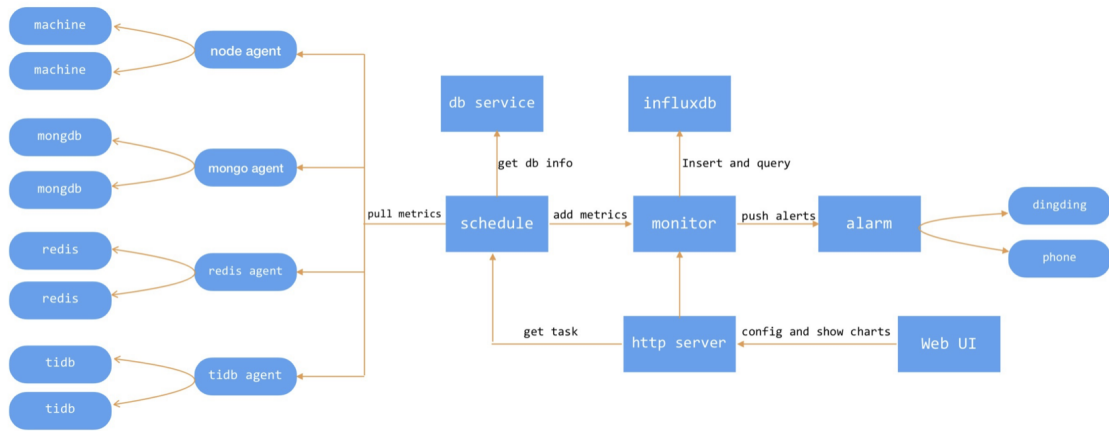 machine
machine
node agent
mongdb
mongdb
mongo agent
redis
redis
redis agent
tidb
tidb
tidb agent
pull metrics
db service
get db info
schedule
add metrics
influxdb
Insert and query
monitor
push alerts
alarm
dingding
phone
get task
http server
config and show charts
Web UI